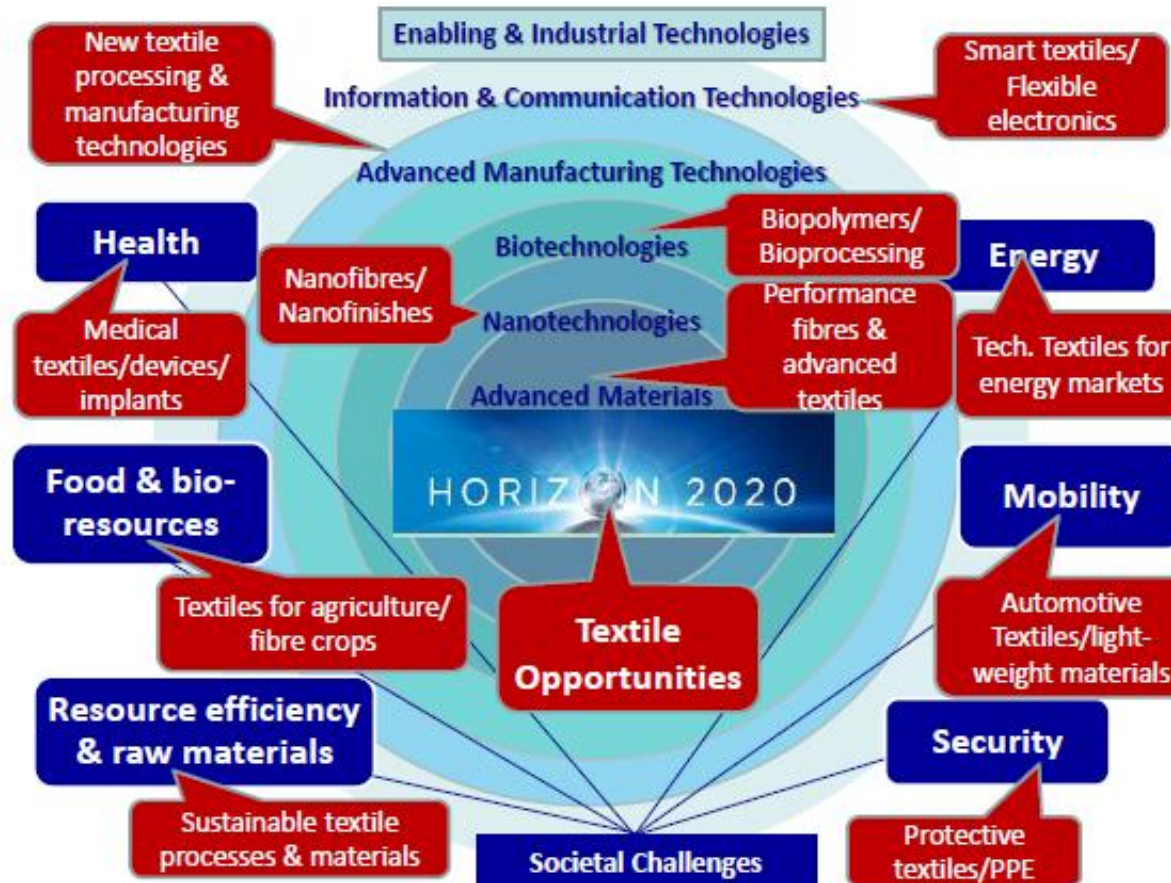 Enabling & Industrial Technologies
New textile
processing &
manufacturing
technologies
Information & Communication Technologies
Smart textiles/
Flexible
electronics
Advanced Manufacturing Technologies
Health
Biotechnologies
Biopolymers/
Bioprocessing
Energy
Nanofibres/
Nanofinishes
Nanotechnologies
Performance
fibres &
advanced
textiles
Medical
textiles/devices/
implants
Tech. Textiles for
energy markets
Advanced Materials
HORIZON 2020
Food & bio-
resources
Mobility
Textiles for agriculture/
fibre crops
Textile
Opportunities
Automotive
Textiles/light-
weight materials
Resource efficiency
& raw materials
Security
Sustainable textile
processes & materials
Societal Challenges
Protective
textiles/PPE